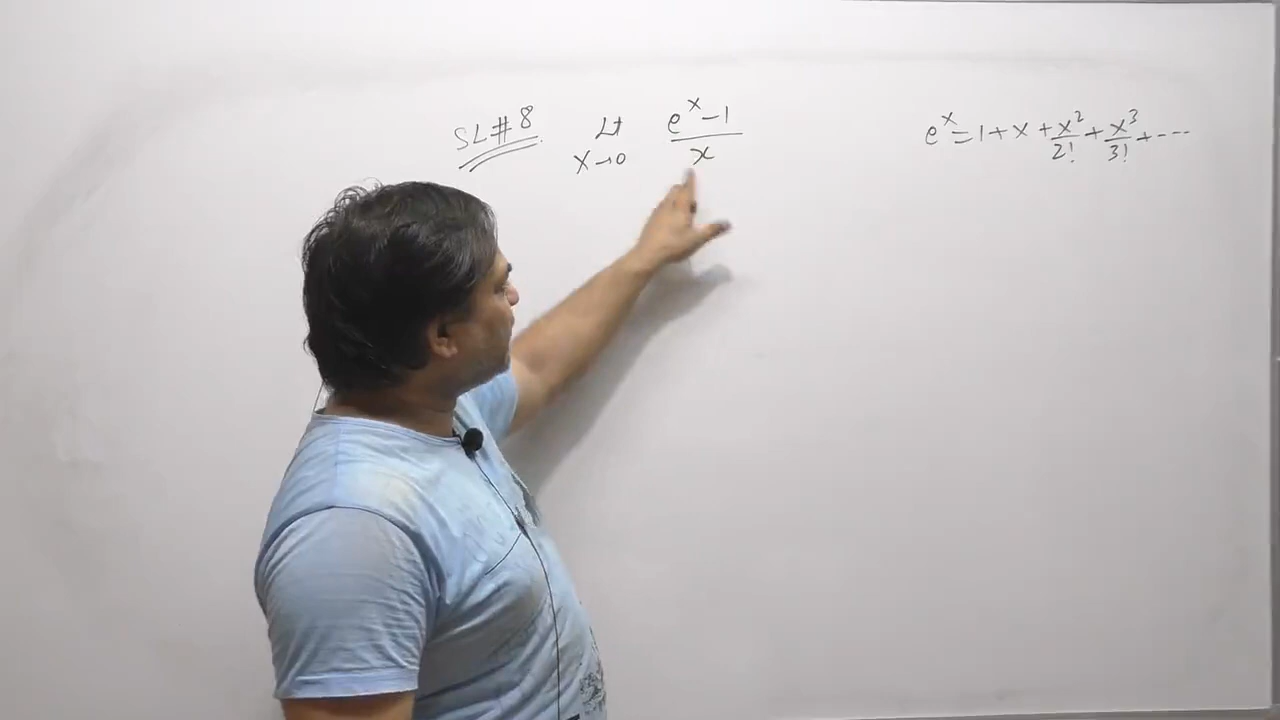 SL#8 Lt x→0 (e^x-1)/x
e^x=1+x+x^2/2!+x^3/3!+---